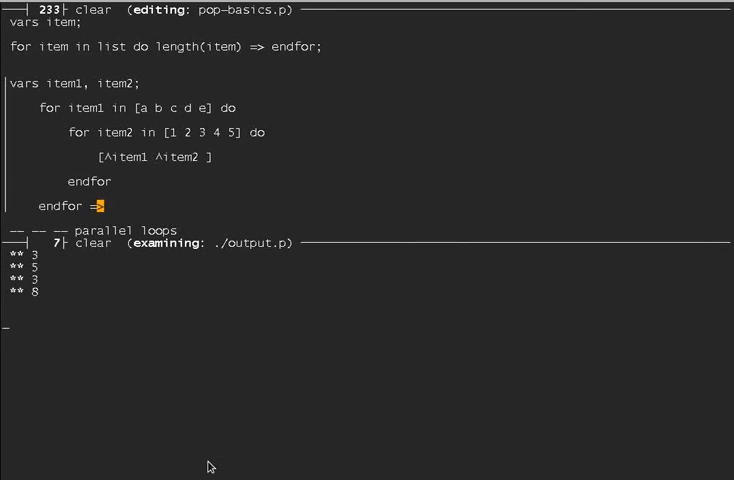 233 clear (editing: pop-basics.p)
vars item;
for item in list do length(item) => endfor;
vars item1, item2;
for item1 in [a b c d e] do
for item2 in [1 2 3 4 5] do
[^item1 ^item2 ]
endfor
endfor =>
-- -- -- parallel loops
7 clear (examining: ./output.p)
** 3
** 5
** 3
** 8